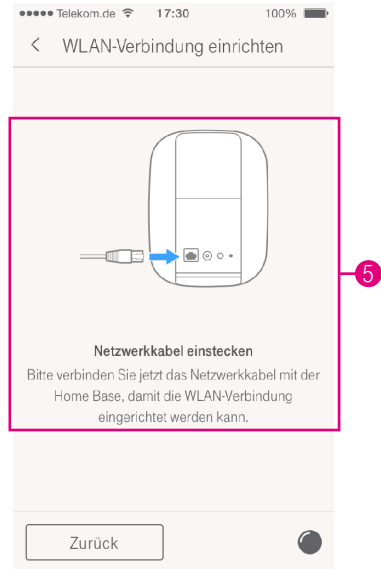 Telekom.de 17:30 100%
< WLAN-Verbindung einrichten
5
Netzwerkkabel einstecken
Bitte verbinden Sie jetzt das Netzwerkkabel mit der
Home Base, damit die WLAN-Verbindung
eingerichtet werden kann.
Zurück